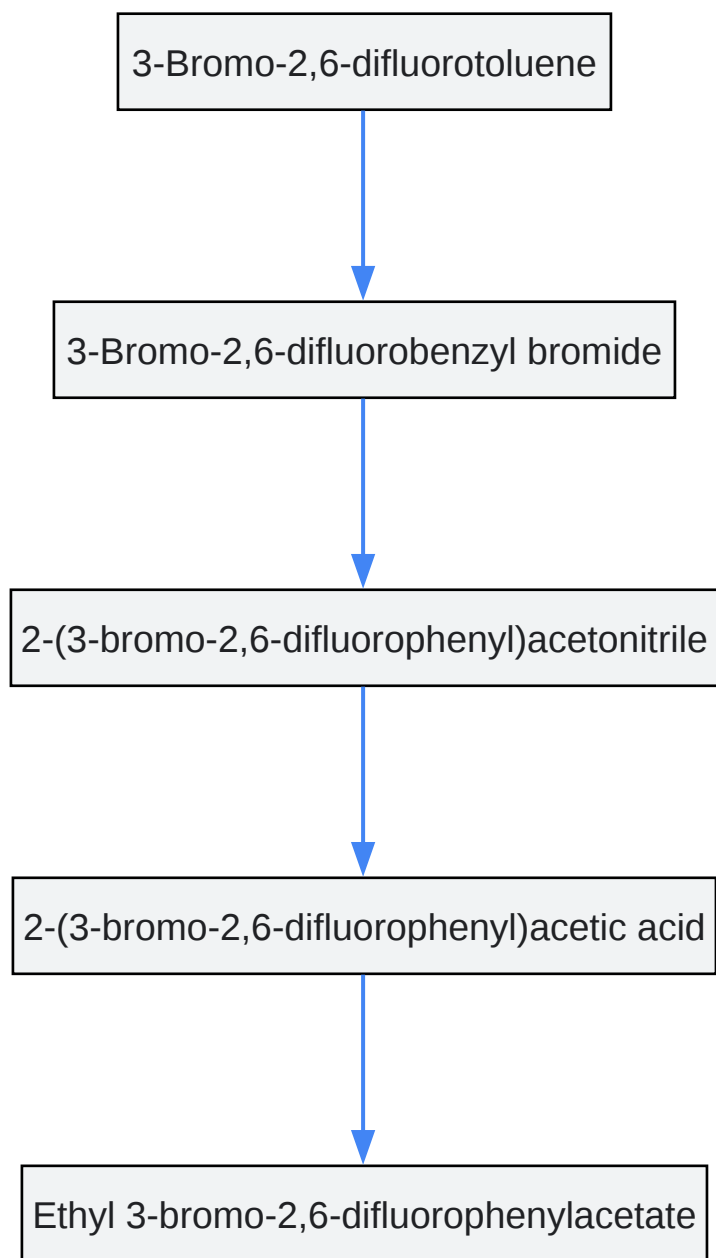 3-Bromo-2,6-difluorotoluene
3-Bromo-2,6-difluorobenzyl bromide
2-(3-bromo-2,6-difluorophenyl)acetonitrile
2-(3-bromo-2,6-difluorophenyl)acetic acid
Ethyl 3-bromo-2,6-difluorophenylacetate